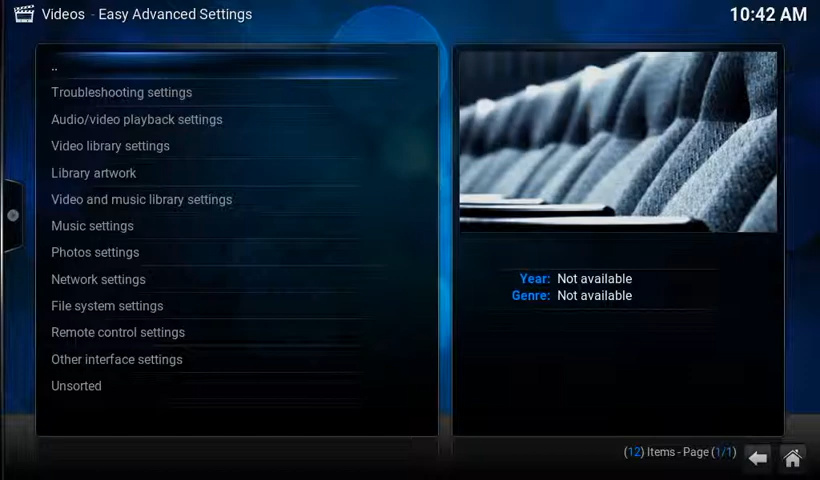 Videos - Easy Advanced Settings
10:42 AM
..
Troubleshooting settings
Audio/video playback settings
Video library settings
Library artwork
Video and music library settings
Music settings
Photos settings
Network settings
File system settings
Remote control settings
Other interface settings
Unsorted
Year: Not available
Genre: Not available
(12) Items - Page (1/1)